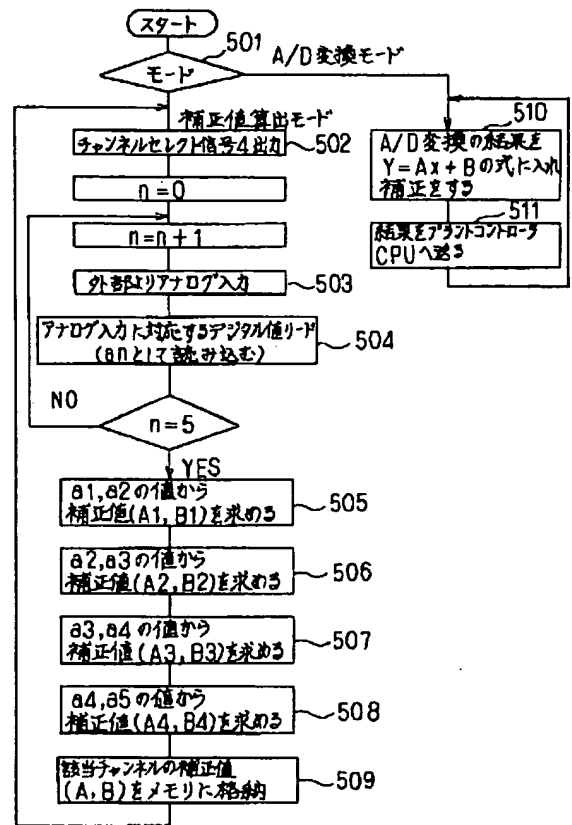 スタート
501
モード
A/D変換モード
補正値算出モード
チャンネルセレクト信号4出力
502
n=0
n=n+1
外部よりアナログ入力
503
アナログ入力に対応するデジタル値リード
(anとして読み込む)
504
NO
n=5
YES
a1,a2の値から
補正値(A1,B1)を求める
505
a2,a3の値から
補正値(A2,B2)を求める
506
a3,a4の値から
補正値(A3,B3)を求める
507
a4,a5の値から
補正値(A4,B4)を求める
508
該当チャンネルの補正値
(A,B)をメモリに格納
509
510
A/D変換の結果を
Y=Ax+Bの式に入れ
補正をする
511
結果をプラントコントローラ
CPUへ送る